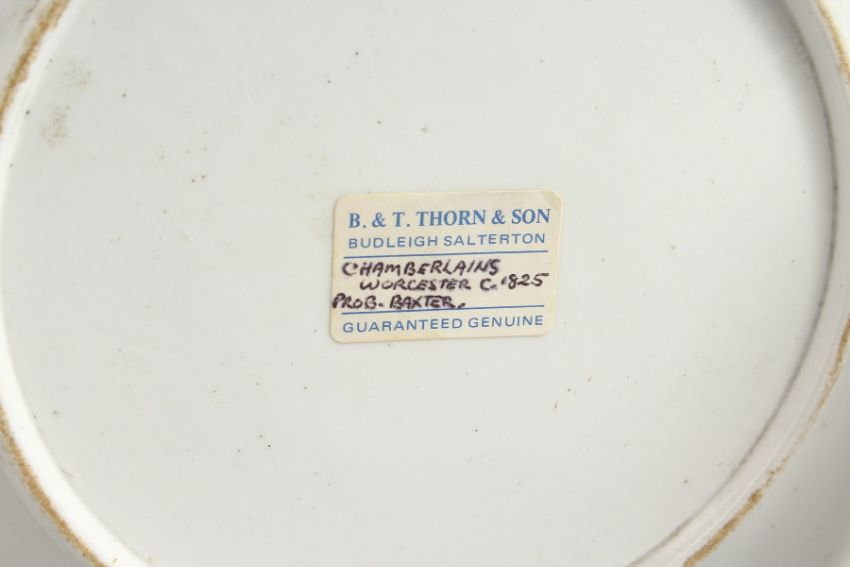 B. & T. THORN & SON
BUDLEIGH SALTERTON
CHAMBERLAINS
WORCESTER C. 1825
PROB. BAXTER.
GUARANTEED GENUINE